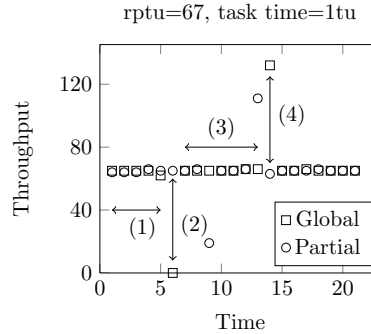 rptu=67, task time=1tu
Throughput
120
80
40
0
(1)
(2)
(3)
(4)
Global
Partial
0 5 10 15 20
Time